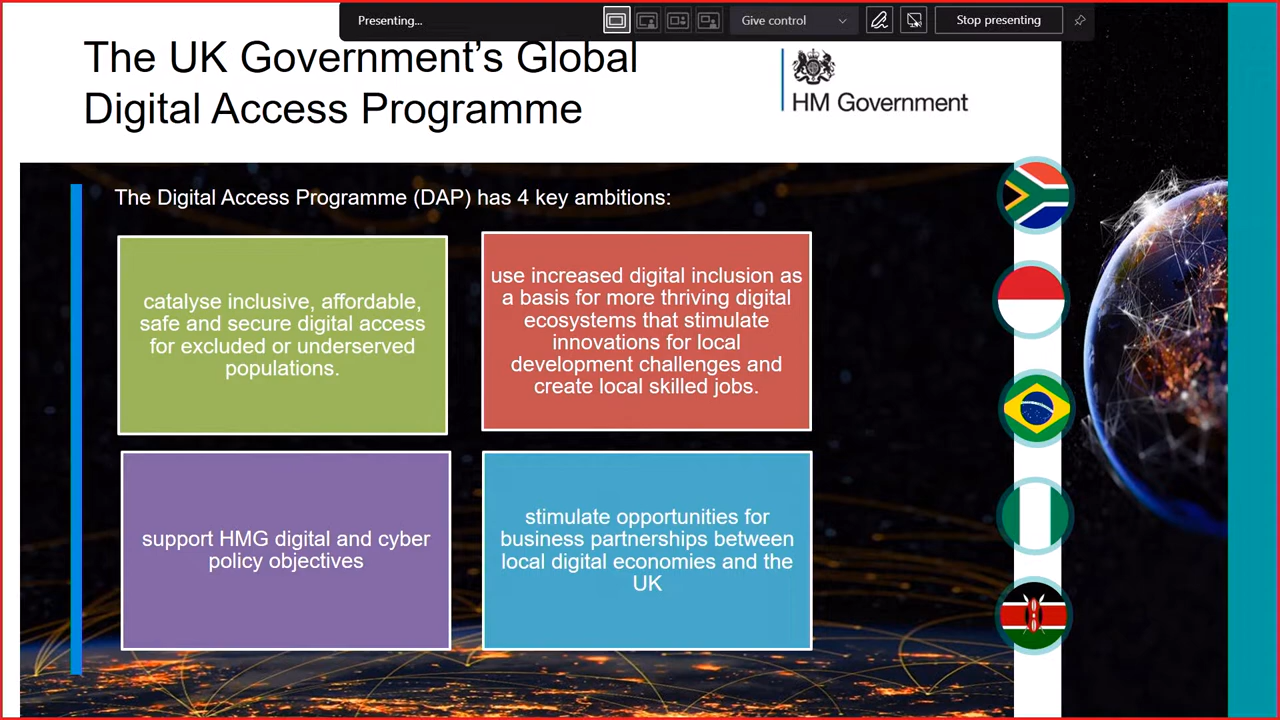 Presenting...
Give control
Stop presenting
The UK Government's Global
Digital Access Programme
HM Government
The Digital Access Programme (DAP) has 4 key ambitions:
catalyse inclusive, affordable,
safe and secure digital access
for excluded or underserved
populations.
use increased digital inclusion as
a basis for more thriving digital
ecosystems that stimulate
innovations for local
development challenges and
create local skilled jobs.
support HMG digital and cyber
policy objectives
stimulate opportunities for
business partnerships between
local digital economies and the
UK